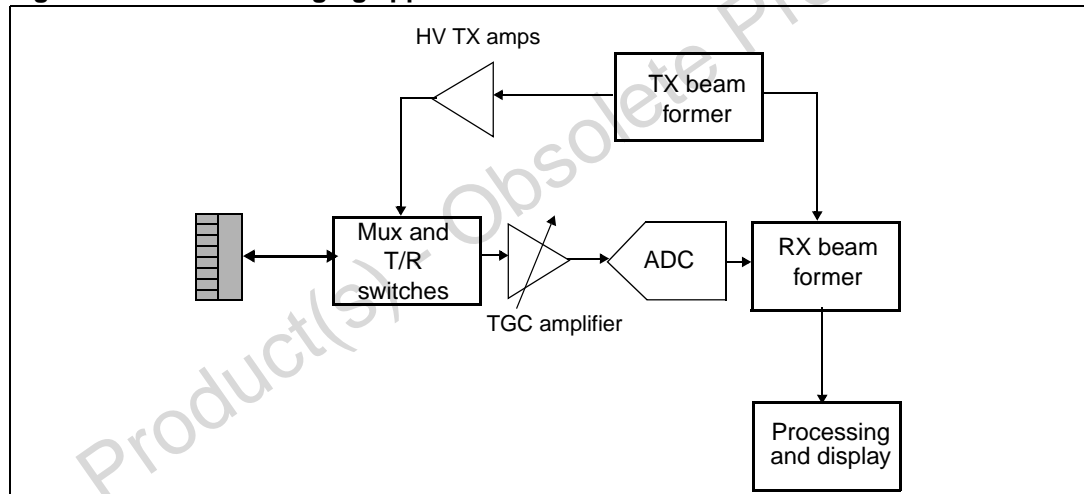 HV TX amps
TX beam
former
Mux and
T/R
switches
TGC amplifier
ADC
RX beam
former
Processing
and display
Product(s) - Obsolete Pr